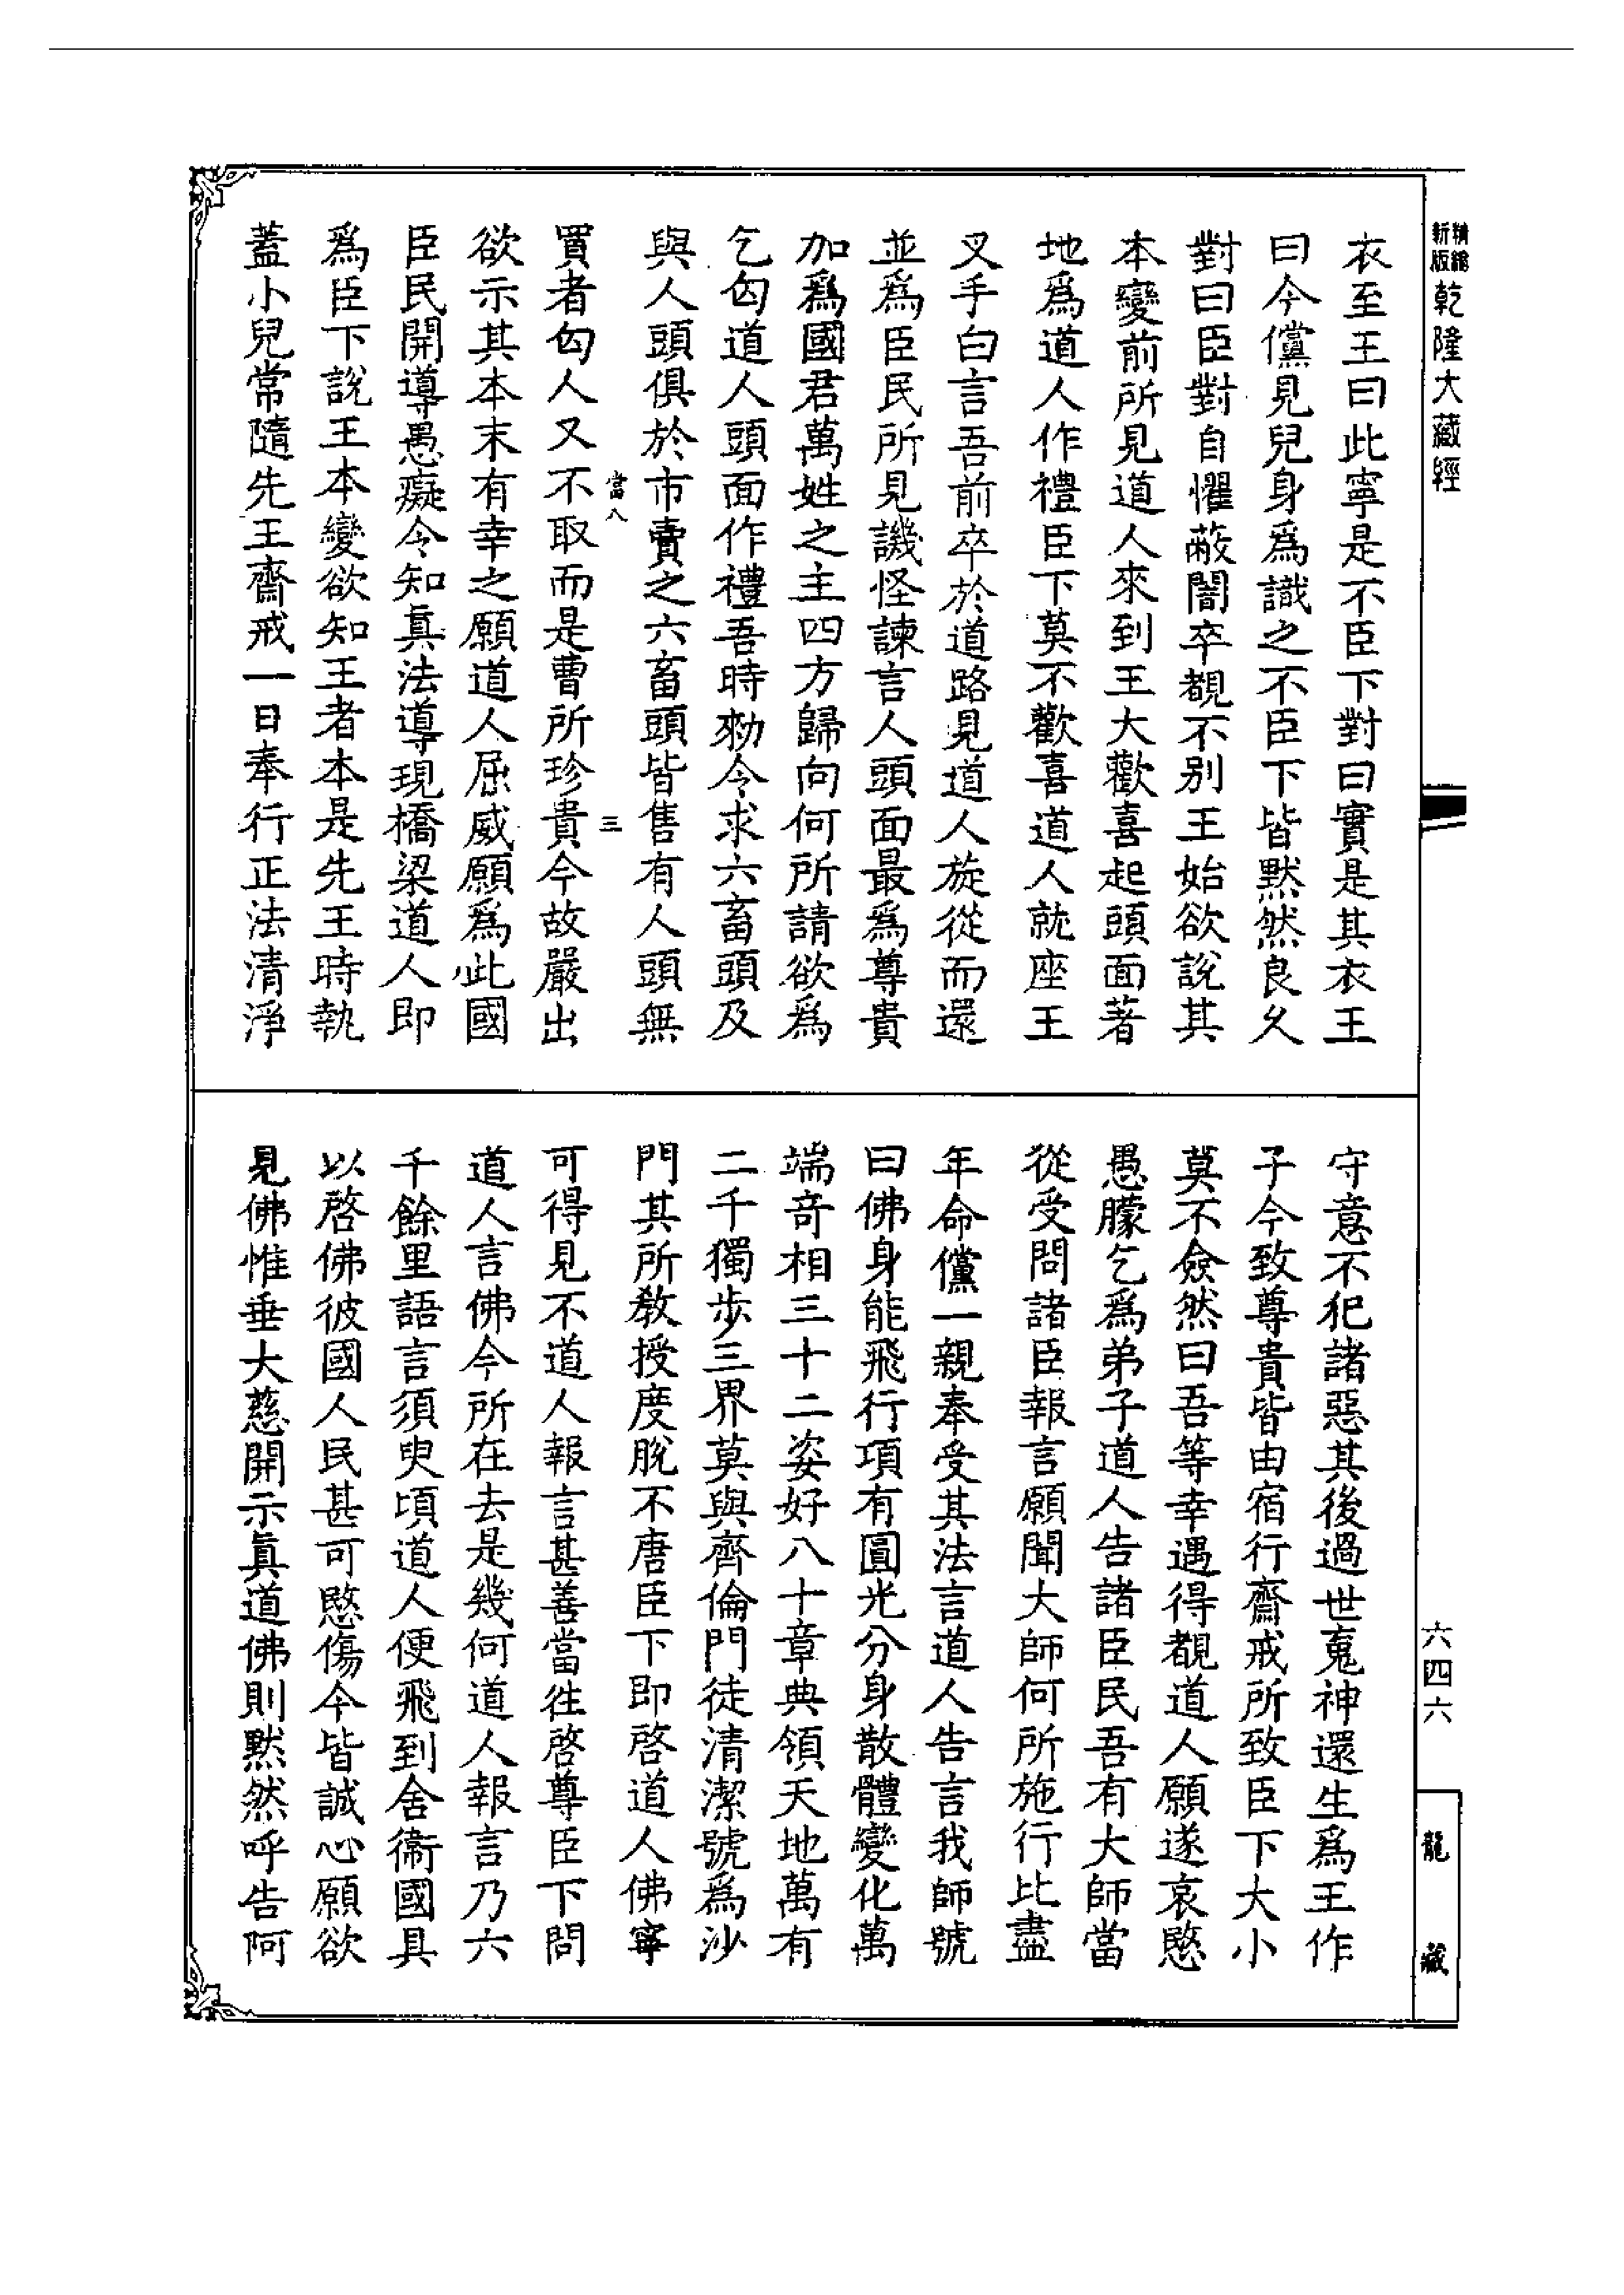 精縮新版乾隆大藏經
衣至王曰此寧是不臣下對曰實是其衣王
曰今儻見兒身爲識之不臣下皆默然良久
對曰臣對自懼蔽闇卒覩不別王始欲說其
本變前所見道人來到王大歡喜起頭面著
地爲道人作禮臣下莫不歡喜道人就座王
叉手白言吾前卒於道路見道人旋從而還
並爲臣民所見譏怪諫言人頭面最爲尊貴
加爲國君萬姓之主四方歸向何所請欲爲
乞匃道人頭面作禮吾時勑令求六畜頭及
與人頭俱於市賣之六畜頭皆售有人頭無
當八 三
買者匃人又不取而是曹所珍貴今故嚴出
欲示其本末有幸之願道人屈威願爲此國
臣民開導愚癡令知眞法導現橋梁道人即
爲臣下說王本變欲知王者本是先王時執
蓋小兒常隨先王齋戒一日奉行正法清淨
守意不犯諸惡其後過世䰟神還生爲王作
子今致尊貴皆由宿行齋戒所致臣下大小
莫不僉然曰吾等幸遇得覩道人願遂哀愍
愚朦乞爲弟子道人告諸臣民吾有大師當
從受問諸臣報言願聞大師何所施行比盡
年命儻一親奉受其法言道人告言我師號
曰佛身能飛行項有圓光分身散體變化萬
端奇相三十二姿好八十章典領天地萬有
二千獨步三界莫與齊倫門徒清潔號爲沙
門其所教授度脫不唐臣下即啓道人佛寧
可得見不道人報言甚善當往啓尊臣下問
道人言佛今所在去是幾何道人報言乃六
千餘里語言須臾頃道人便飛到舍衞國具
以啓佛彼國人民甚可愍傷今皆誠心願欲
見佛惟垂大慈開示眞道佛則默然呼告阿
六四六
龍藏